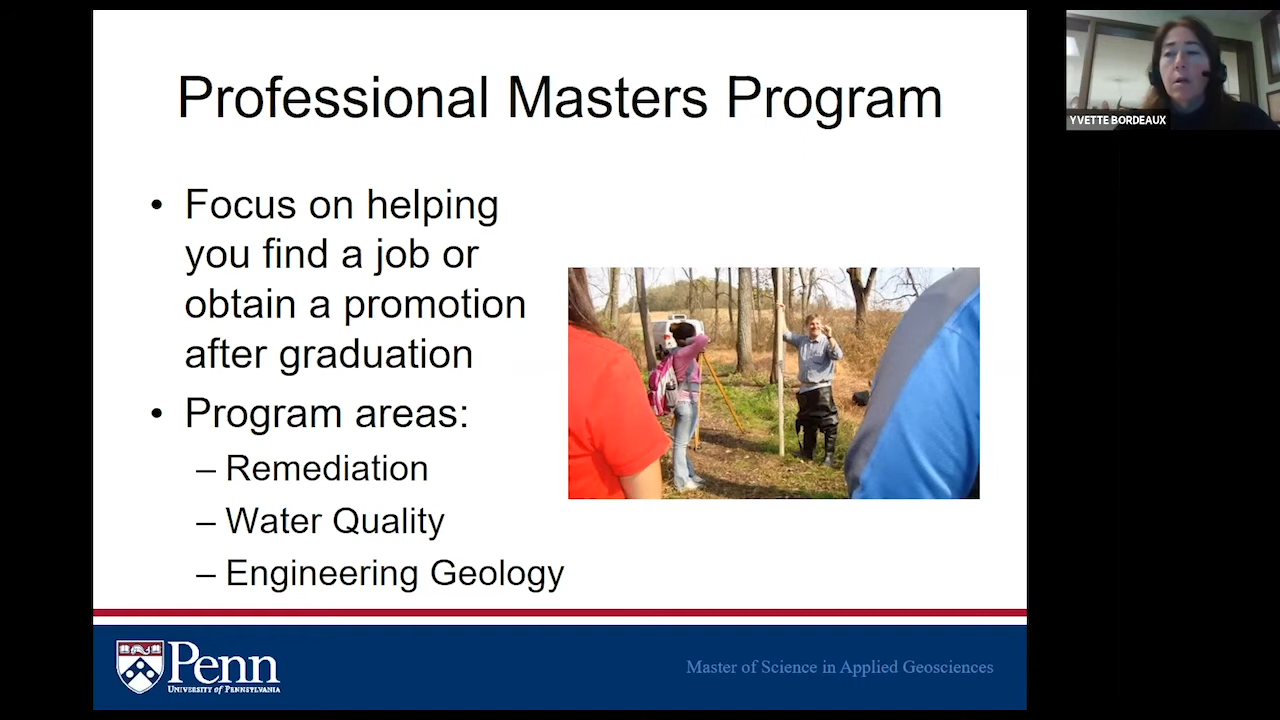 Professional Masters Program
• Focus on helping
you find a job or
obtain a promotion
after graduation
• Program areas:
– Remediation
– Water Quality
– Engineering Geology
Penn
UNIVERSITY of PENNSYLVANIA
Master of Science in Applied Geosciences
YVETTE BORDEAUX